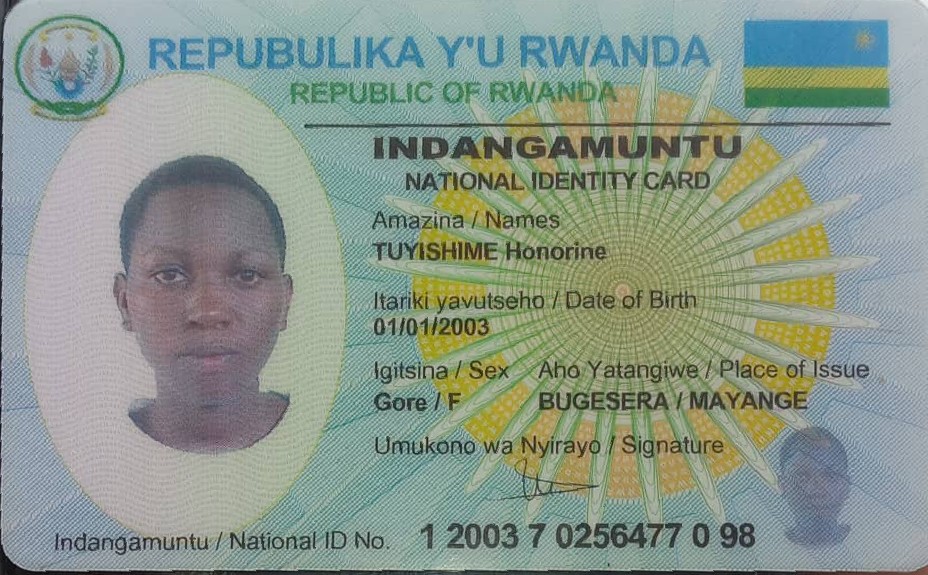 REPUBULIKA Y'U RWANDA
REPUBLIC OF RWANDA
INDANGAMUNTU
NATIONAL IDENTITY CARD
Amazina / Names
TUYISHIME Honorine
Itariki yavutseho / Date of Birth
01/01/2003
Igitsina / Sex Aho Yatangiwe / Place of Issue
Gore / F BUGESERA / MAYANGE
Umukono wa Nyirayo / Signature
Indangamuntu / National ID No. 1 2003 7 0256477 0 98